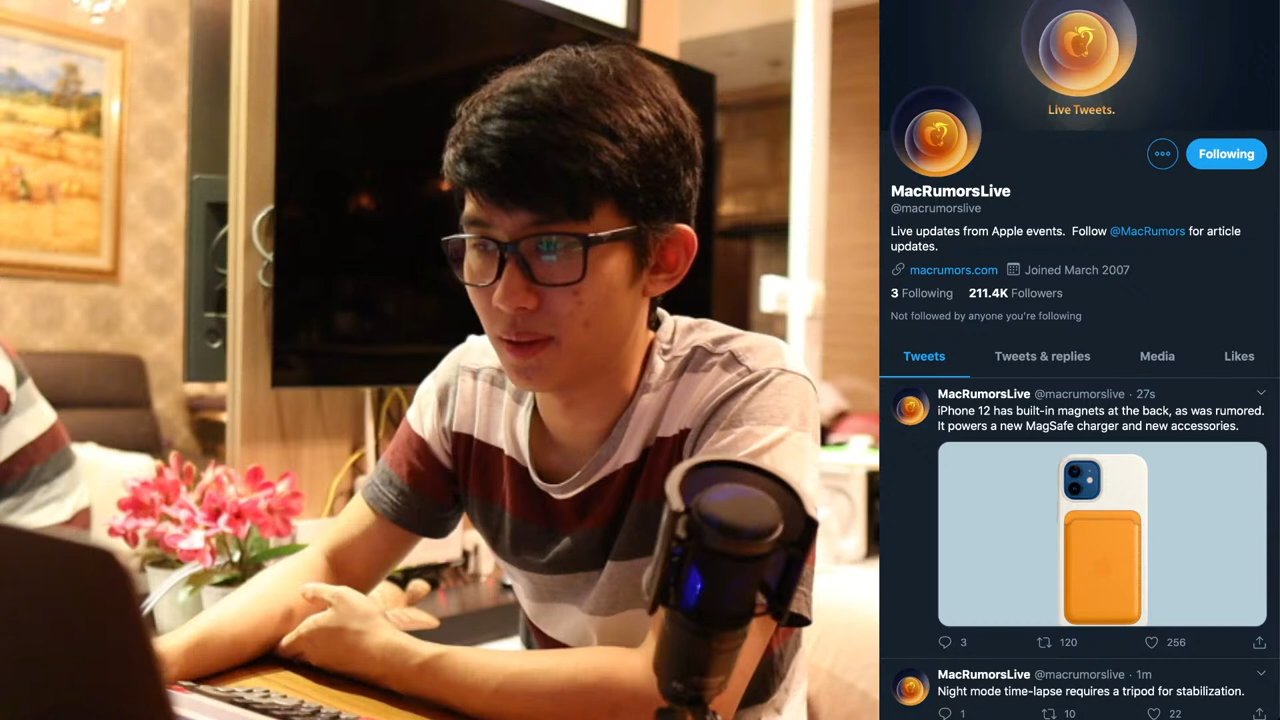 Live Tweets.
Following
MacRumorsLive
@macrumorslive
Live updates from Apple events. Follow @MacRumors for article
updates.
macrumors.com Joined March 2007
3 Following 211.4K Followers
Not followed by anyone you're following
Tweets Tweets & replies Media Likes
MacRumorsLive @macrumorslive · 27s
iPhone 12 has built-in magnets at the back, as was rumored.
It powers a new MagSafe charger and new accessories.
3 120 256
MacRumorsLive @macrumorslive · 1m
Night mode time-lapse requires a tripod for stabilization.
1 10 22